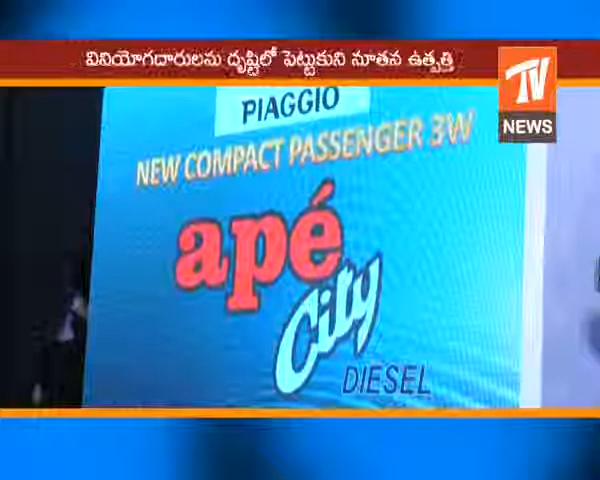 వినియోగదారులను దృష్టిలో పెట్టుకుని నూతన ఉత్పత్తి
TV
NEWS
PIAGGIO
NEW COMPACT PASSENGER 3W
apé
City
DIESEL